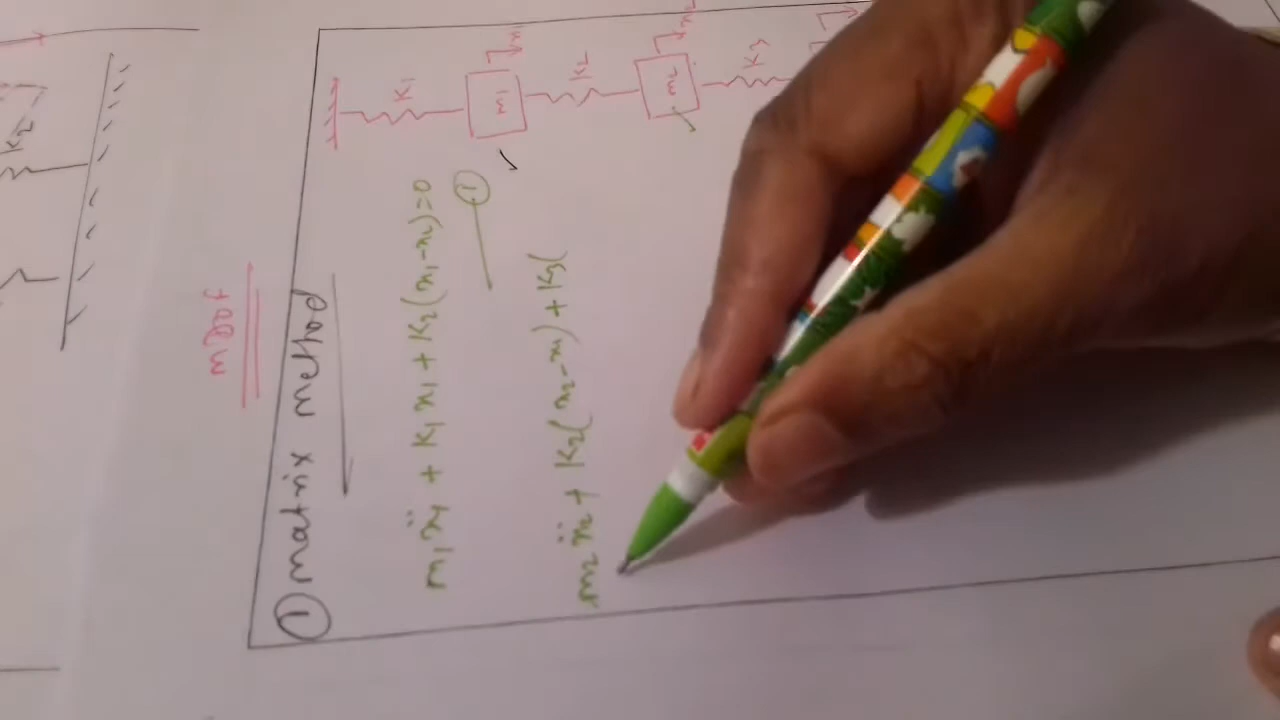 MDOF
① matrix method
K1 m1 K2 m2 K3
m1ẍ1 + K1x1 + K2(x1-x2)=0
①
m2ẍ2 + K2(x2-x1) + K3(
K2